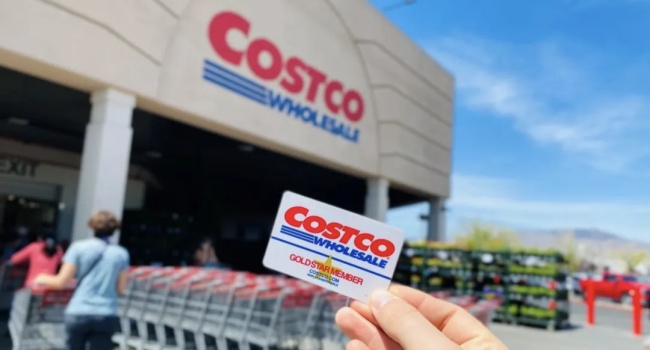 COSTCO
WHOLESALE
EXIT
COSTCO
WHOLESALE
GOLD STAR MEMBER